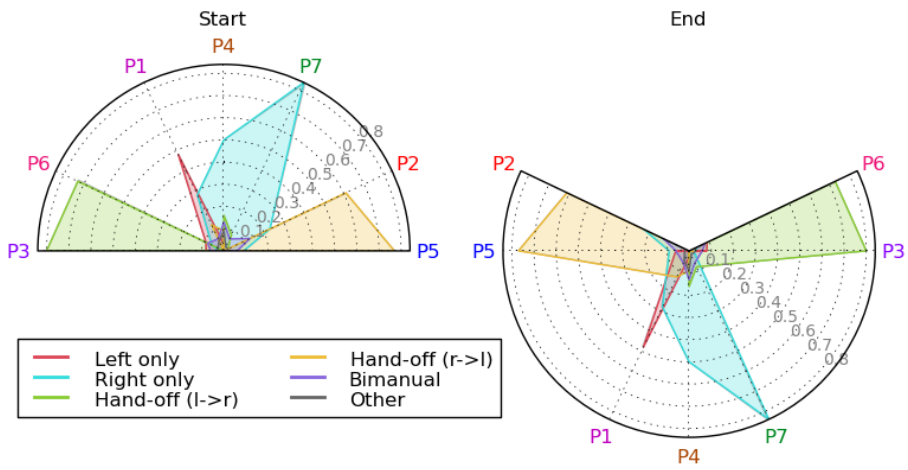 Start
End
P4
P1
P7
P6
P2
P3
P5
0.1
0.2
0.3
0.4
0.5
0.6
0.7
0.8
P2
P6
P5
P3
0.1
0.2
0.3
0.4
0.5
0.6
0.7
0.8
P1
P4
P7
Left only
Right only
Hand-off (l->r)
Hand-off (r->l)
Bimanual
Other